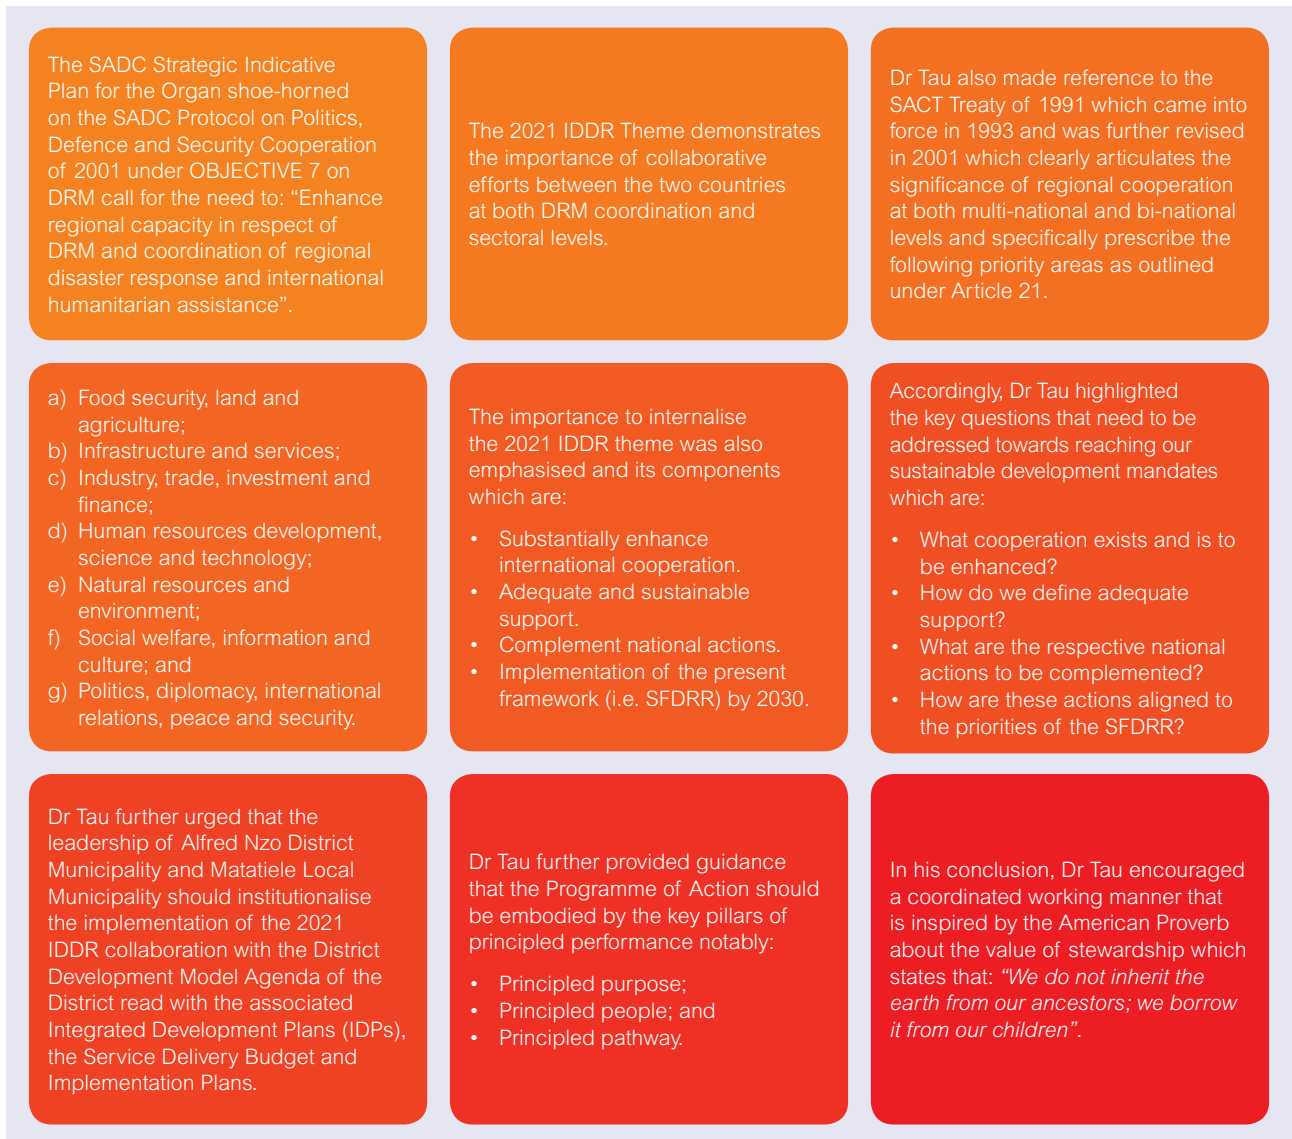 The SADC Strategic Indicative
Plan for the Organ shoe-horned
on the SADC Protocol on Politics,
Defence and Security Cooperation
of 2001 under OBJECTIVE 7 on
DRM call for the need to: “Enhance
regional capacity in respect of
DRM and coordination of regional
disaster response and international
humanitarian assistance”.
The 2021 IDDR Theme demonstrates
the importance of collaborative
efforts between the two countries
at both DRM coordination and
sectoral levels.
Dr Tau also made reference to the
SACT Treaty of 1991 which came into
force in 1993 and was further revised
in 2001 which clearly articulates the
significance of regional cooperation
at both multi-national and bi-national
levels and specifically prescribe the
following priority areas as outlined
under Article 21.
a) Food security, land and
agriculture;
b) Infrastructure and services;
c) Industry, trade, investment and
finance;
d) Human resources development,
science and technology;
e) Natural resources and
environment;
f) Social welfare, information and
culture; and
g) Politics, diplomacy, international
relations, peace and security.
The importance to internalise
the 2021 IDDR theme was also
emphasised and its components
which are:
• Substantially enhance
international cooperation.
• Adequate and sustainable
support.
• Complement national actions.
• Implementation of the present
framework (i.e. SFDRR) by 2030.
Accordingly, Dr Tau highlighted
the key questions that need to be
addressed towards reaching our
sustainable development mandates
which are:
• What cooperation exists and is to
be enhanced?
• How do we define adequate
support?
• What are the respective national
actions to be complemented?
• How are these actions aligned to
the priorities of the SFDRR?
Dr Tau further urged that the
leadership of Alfred Nzo District
Municipality and Matatiele Local
Municipality should institutionalise
the implementation of the 2021
IDDR collaboration with the District
Development Model Agenda of the
District read with the associated
Integrated Development Plans (IDPs),
the Service Delivery Budget and
Implementation Plans.
Dr Tau further provided guidance
that the Programme of Action should
be embodied by the key pillars of
principled performance notably:
• Principled purpose;
• Principled people; and
• Principled pathway.
In his conclusion, Dr Tau encouraged
a coordinated working manner that
is inspired by the American Proverb
about the value of stewardship which
states that: “We do not inherit the
earth from our ancestors; we borrow
it from our children”.